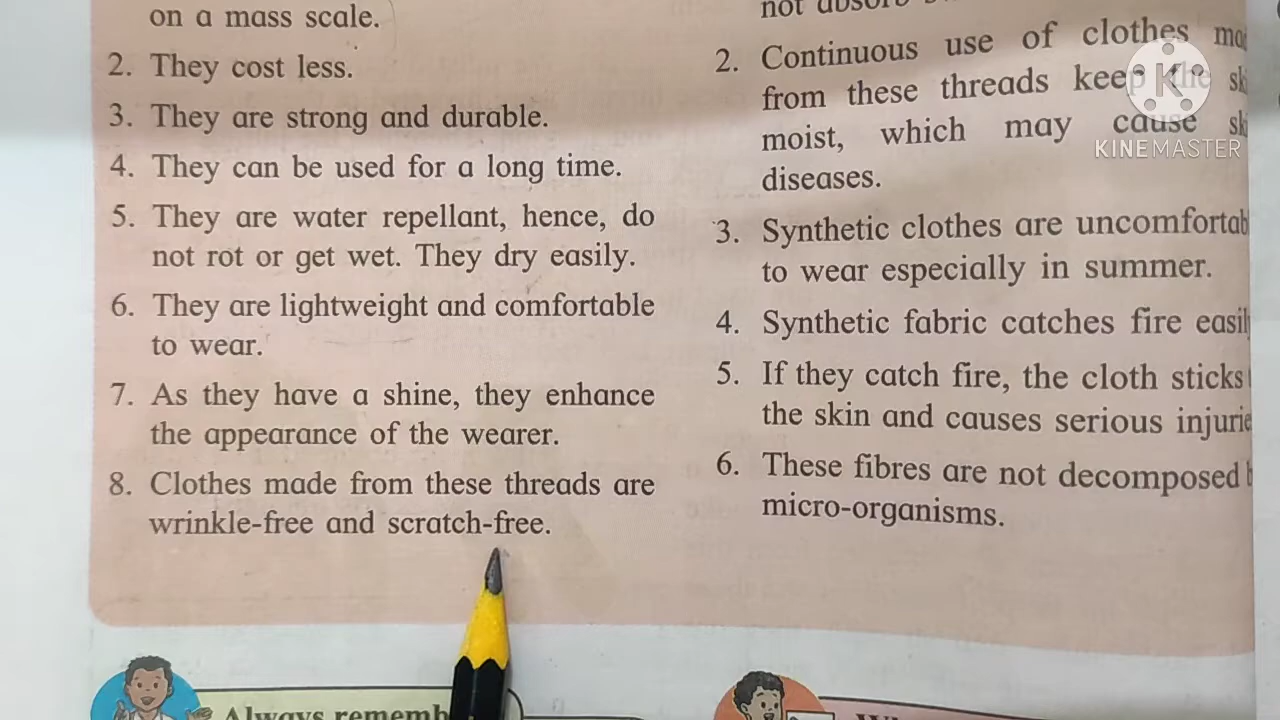 on a mass scale.
2. They cost less.
3. They are strong and durable.
4. They can be used for a long time.
5. They are water repellant, hence, do
not rot or get wet. They dry easily.
6. They are lightweight and comfortable
to wear.
7. As they have a shine, they enhance
the appearance of the wearer.
8. Clothes made from these threads are
wrinkle-free and scratch-free.
not
2. Continuous use of clothes
from these threads keep the
moist, which may cause
diseases.
3. Synthetic clothes are
to wear especially in summer.
4. Synthetic fabric catches fire
5. If they catch fire, the cloth sticks
the skin and causes serious
6. These fibres are not decomposed
micro-organisms.
K
KINEMASTER
Always